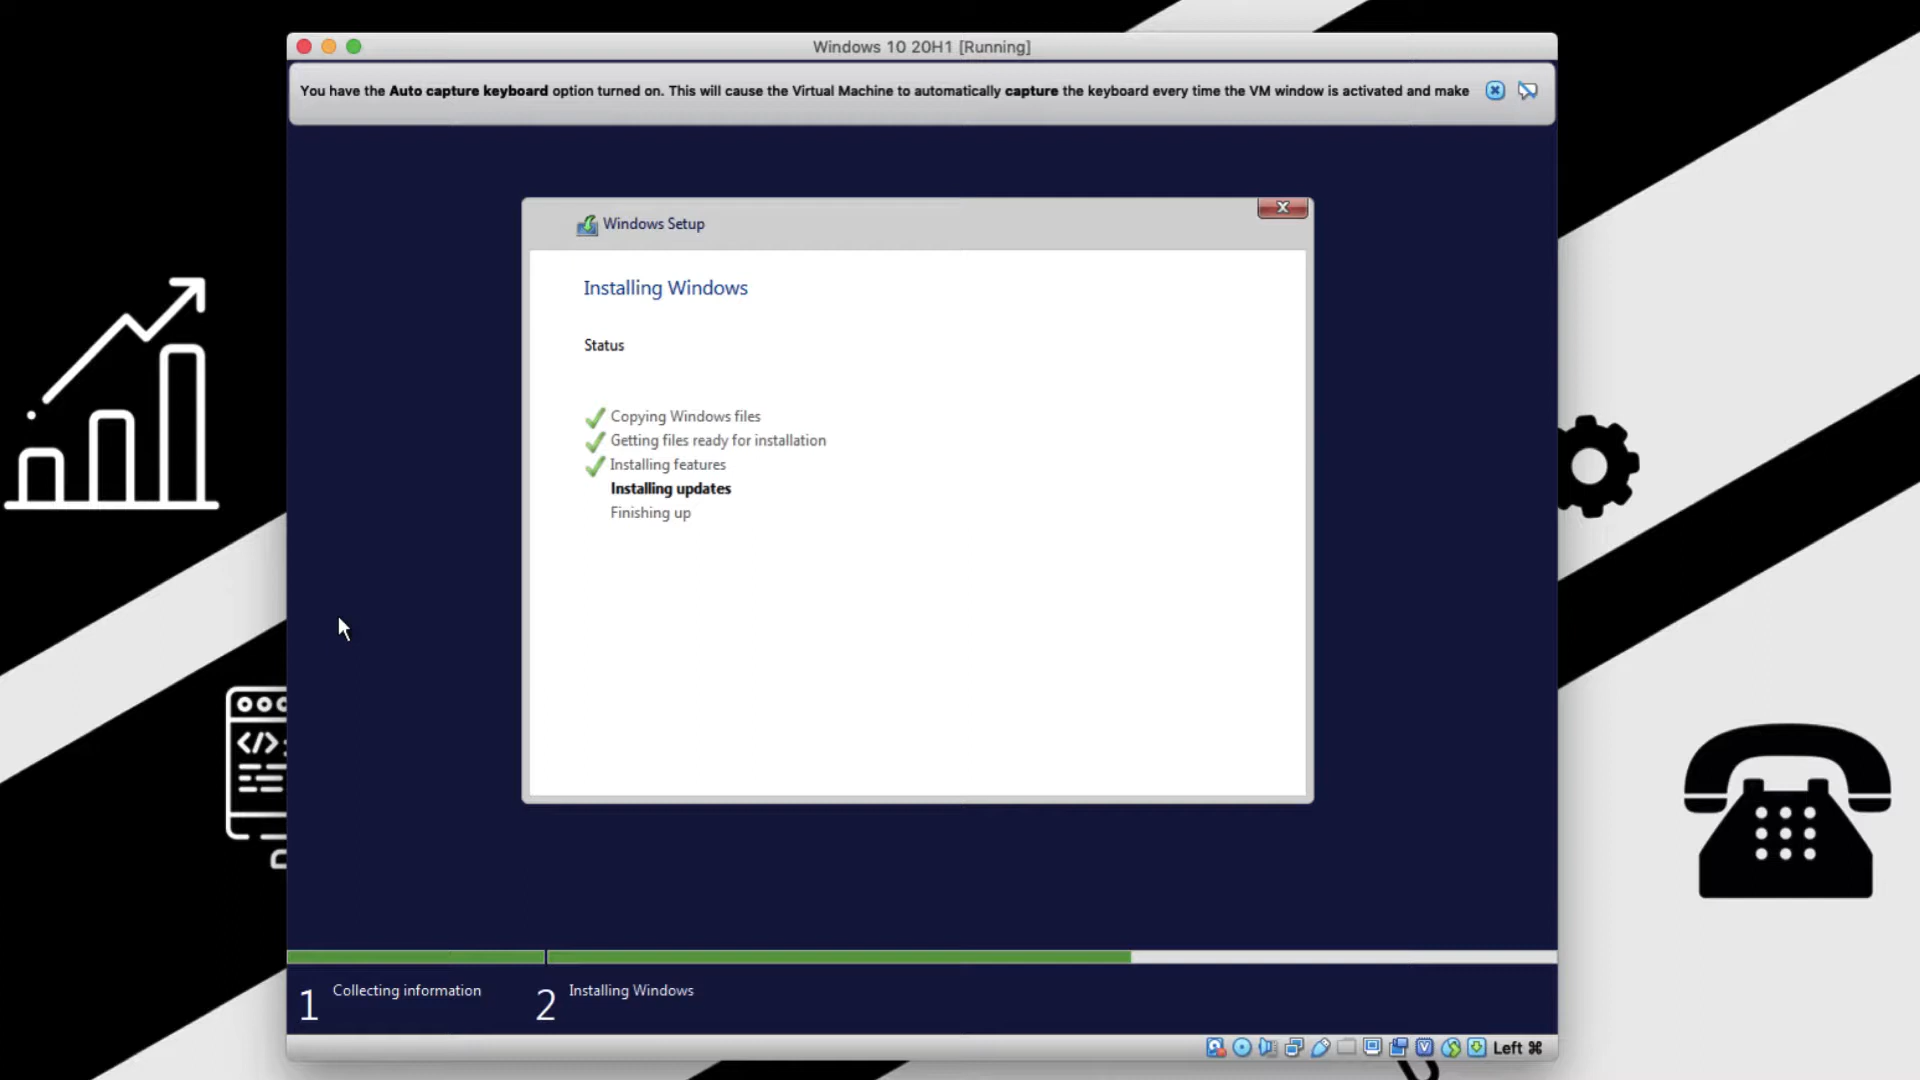 Windows 10 20H1 [Running]
You have the Auto capture keyboard option turned on. This will cause the Virtual Machine to automatically capture the keyboard every time the VM window is activated and make
Windows Setup
Installing Windows
Status
Copying Windows files
Getting files ready for installation
Installing features
Installing updates
Finishing up
1 Collecting information 2 Installing Windows
Left ⌘